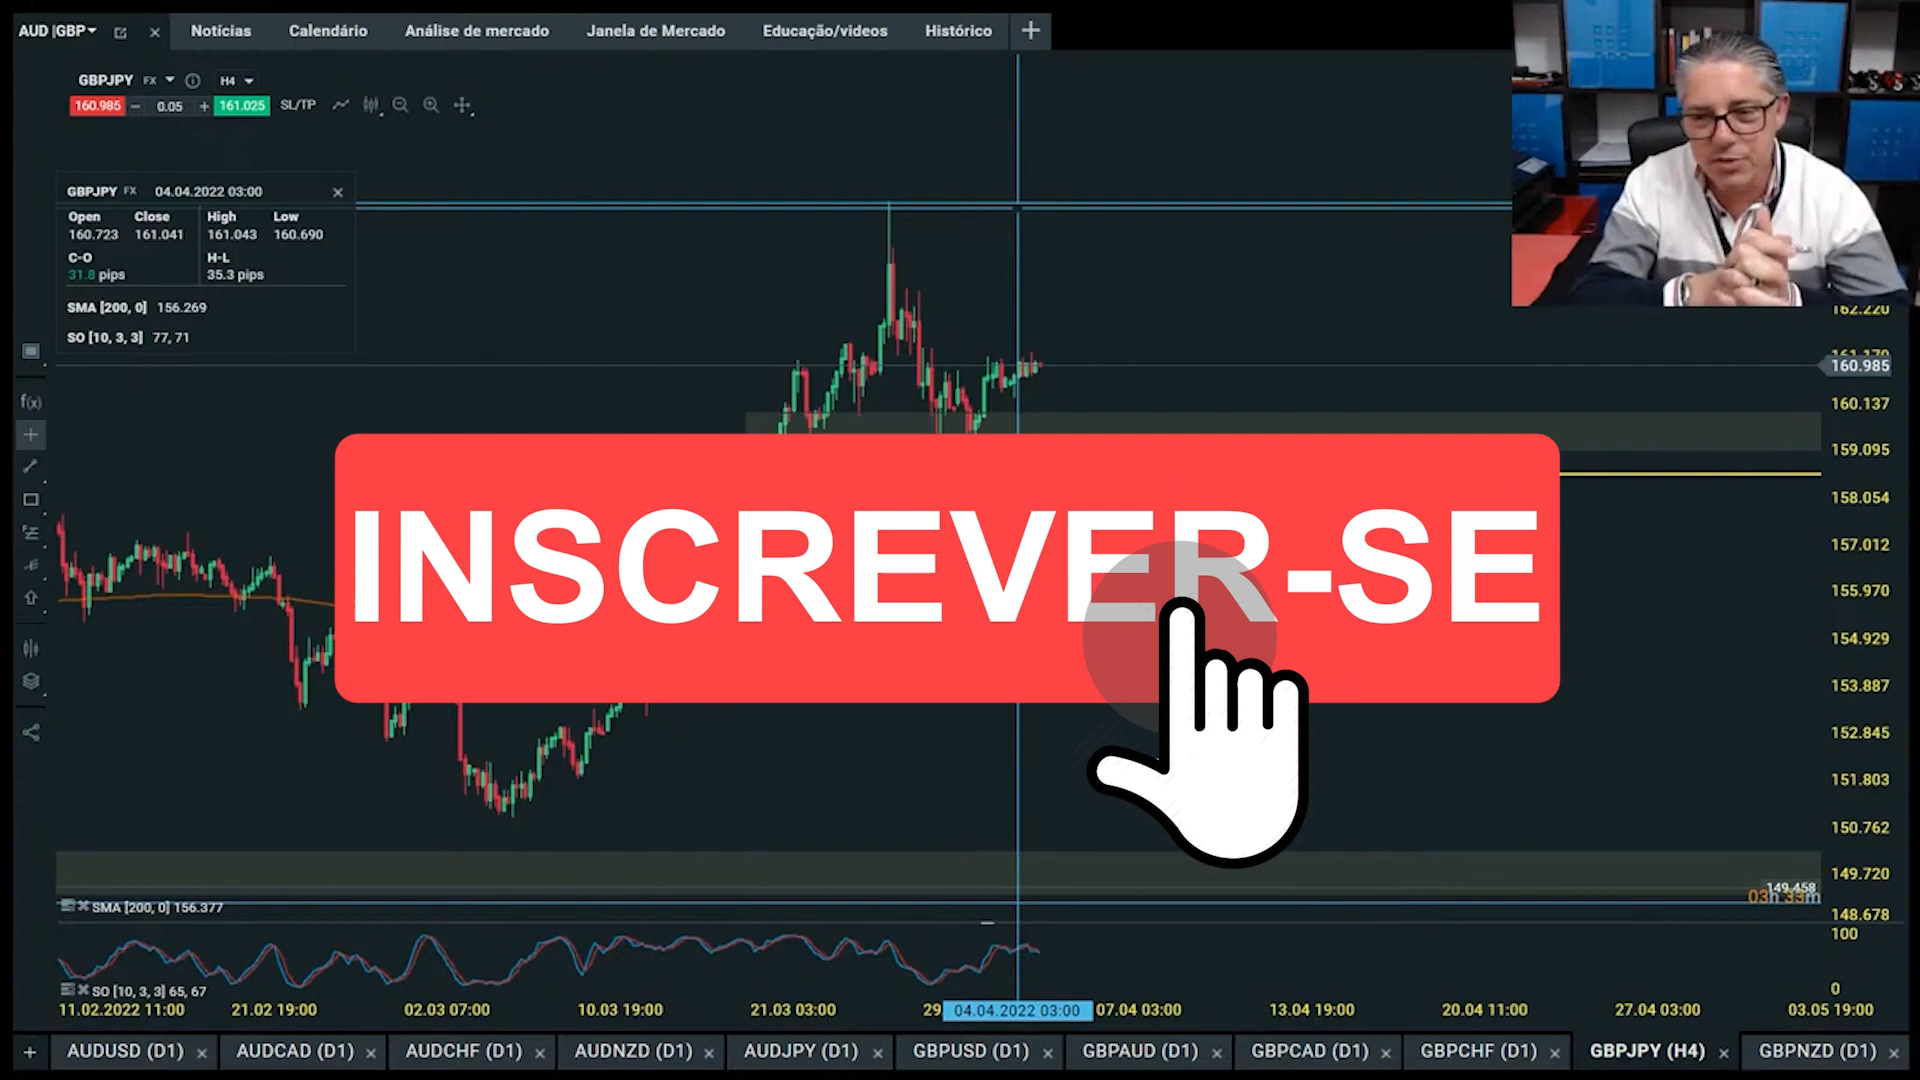 AUD |GBP
Notícias
Calendário
Análise de mercado
Janela de Mercado
Educação/videos
Histórico
GBPJPY FX H4
160.985 − 0.05 + 161.025 SL/TP
GBPJPY FX 04.04.2022 03:00
Open Close High Low
160.723 161.041 161.043 160.690
C-O H-L
31.8 pips 35.3 pips
SMA [200, 0] 156.269
SO [10, 3, 3] 77, 71
f(x)
162.220
160.985
160.137
159.095
158.054
157.012
155.970
154.929
153.887
152.845
151.803
150.762
149.720
148.678
INSCREVER-SE
149.458
03h 33m
SMA [200, 0] 156.377
100
0
SO [10, 3, 3] 65, 67
11.02.2022 11:00 21.02 19:00 02.03 07:00 10.03 19:00 21.03 03:00 29. 04.04.2022 03:00 07.04 03:00 13.04 19:00 20.04 11:00 27.04 03:00 03.05 19:00
+ AUDUSD (D1) AUDCAD (D1) AUDCHF (D1) AUDNZD (D1) AUDJPY (D1) GBPUSD (D1) GBPAUD (D1) GBPCAD (D1) GBPCHF (D1) GBPJPY (H4) GBPNZD (D1)